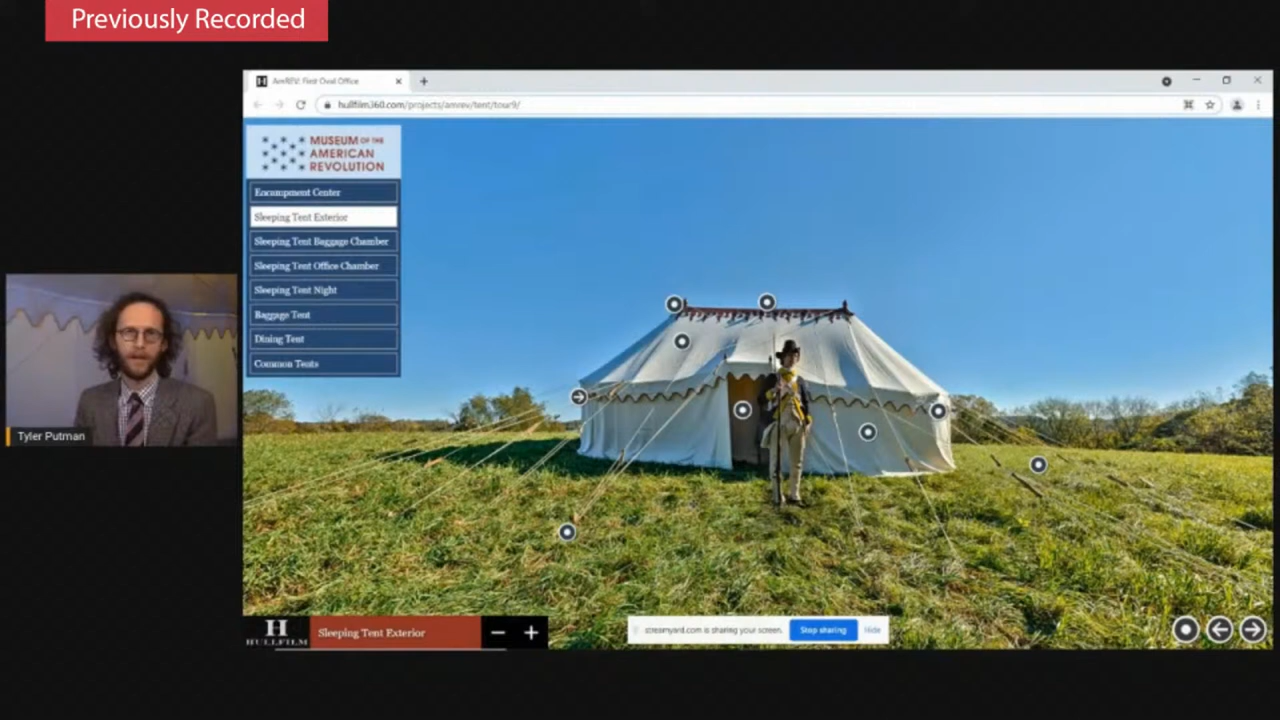 Previously Recorded
AmREV: First Oval Office
hullfilm360.com/projects/amrev/tent/tour9/
MUSEUM OF THE
AMERICAN
REVOLUTION
Encampment Center
Sleeping Tent Exterior
Sleeping Tent Baggage Chamber
Sleeping Tent Office Chamber
Sleeping Tent Night
Baggage Tent
Dining Tent
Common Tents
Tyler Putman
H
HULLFILM
Sleeping Tent Exterior
streamyard.com is sharing your screen.
Stop sharing
Hide